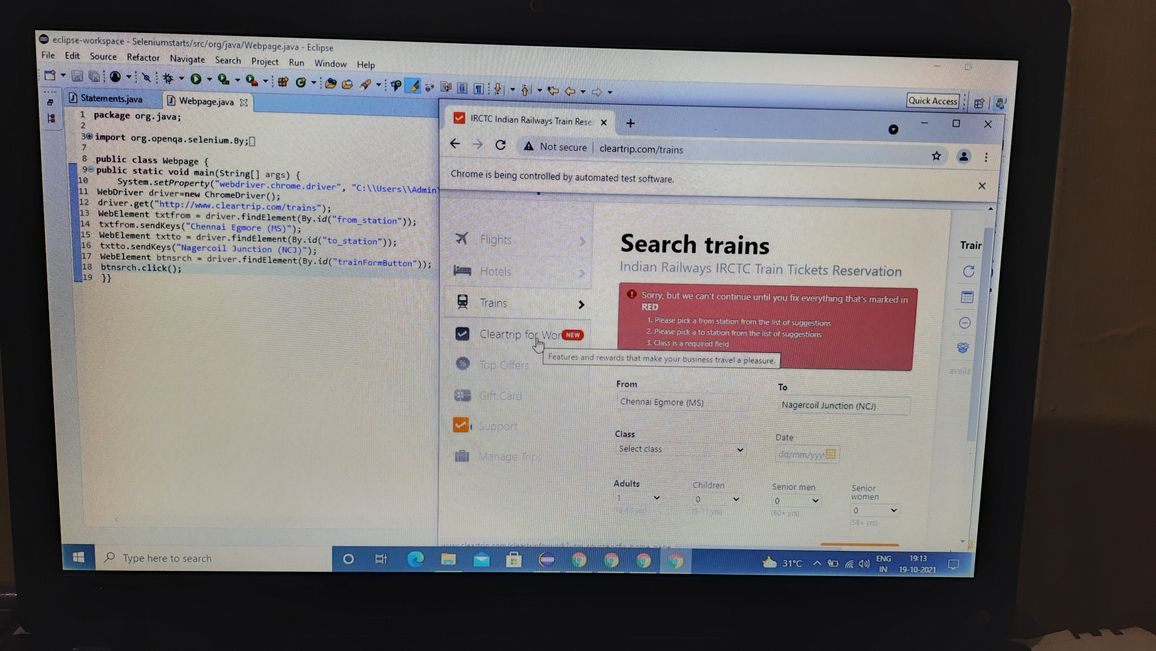 eclipse-workspace - Seleniumstarts/src/org/java/Webpage.java - Eclipse
File Edit Source Refactor Navigate Search Project Run Window Help
Quick Access
Statements.java Webpage.java
1 package org.java;
2
3 import org.openqa.selenium.By;
7
8 public class Webpage {
9 public static void main(String[] args) {
10 System.setProperty("webdriver.chrome.driver", "C:\\Users\\Admin
11 WebDriver driver=new ChromeDriver();
12 driver.get("http://www.cleartrip.com/trains");
13 WebElement txtfrom = driver.findElement(By.id("from_station"));
14 txtfrom.sendKeys("Chennai Egmore (MS)");
15 WebElement txtto = driver.findElement(By.id("to_station"));
16 txtto.sendKeys("Nagercoil Junction (NCJ)");
17 WebElement btnsrch = driver.findElement(By.id("trainFormButton"));
18 btnsrch.click();
19 }}
IRCTC Indian Railways Train Rese
Not secure | cleartrip.com/trains
Chrome is being controlled by automated test software.
Flights
Hotels
Trains
Cleartrip for Wor NEW
Features and rewards that make your business travel a pleasure.
Top Offers
Gift Card
Support
Manage Trips
Search trains
Indian Railways IRCTC Train Tickets Reservation
Sorry, but we can't continue until you fix everything that's marked in
RED
1. Please pick a from station from the list of suggestions
2. Please pick a to station from the list of suggestions
3. Class is a required field
From To
Chennai Egmore (MS) Nagercoil Junction (NCJ)
Class Date
Select class dd/mm/yyy
Adults Children Senior men Senior women
1 0 0 0
(5-11 yrs) (60+ yrs) (58+ yrs)
Train
availa
Type here to search
31°C ENG IN 19:13 19-10-2021